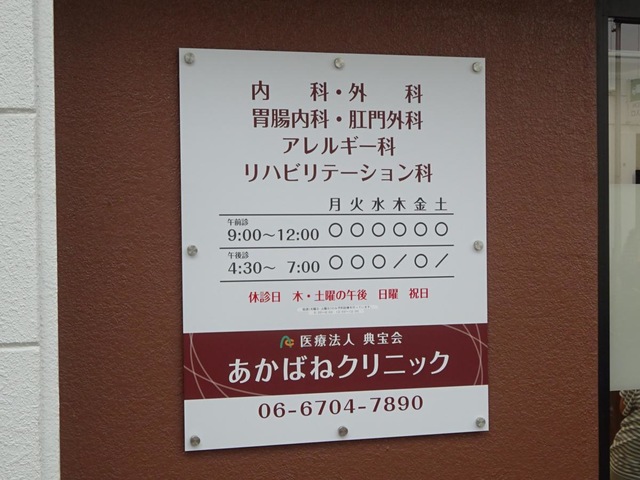 内　科・外　科
胃腸内科・肛門外科
アレルギー科
リハビリテーション科
月 火 水 木 金 土
午前診
9:00〜12:00 〇 〇 〇 〇 〇 〇
午後診
4:30〜 7:00 〇 〇 〇 ／ 〇 ／
休診日 木・土曜の午後 日曜 祝日
医療法人 典宝会
あかばねクリニック
06-6704-7890